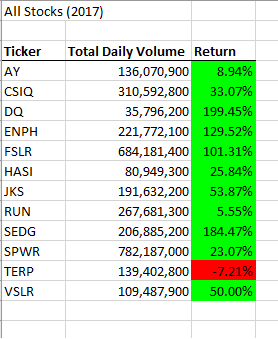 All Stocks (2017)
Ticker Total Daily Volume Return
AY 136,070,900 8.94%
CSIQ 310,592,800 33.07%
DQ 35,796,200 199.45%
ENPH 221,772,100 129.52%
FSLR 684,181,400 101.31%
HASI 80,949,300 25.84%
JKS 191,632,200 53.87%
RUN 267,681,300 5.55%
SEDG 206,885,200 184.47%
SPWR 782,187,000 23.07%
TERP 139,402,800 -7.21%
VSLR 109,487,900 50.00%